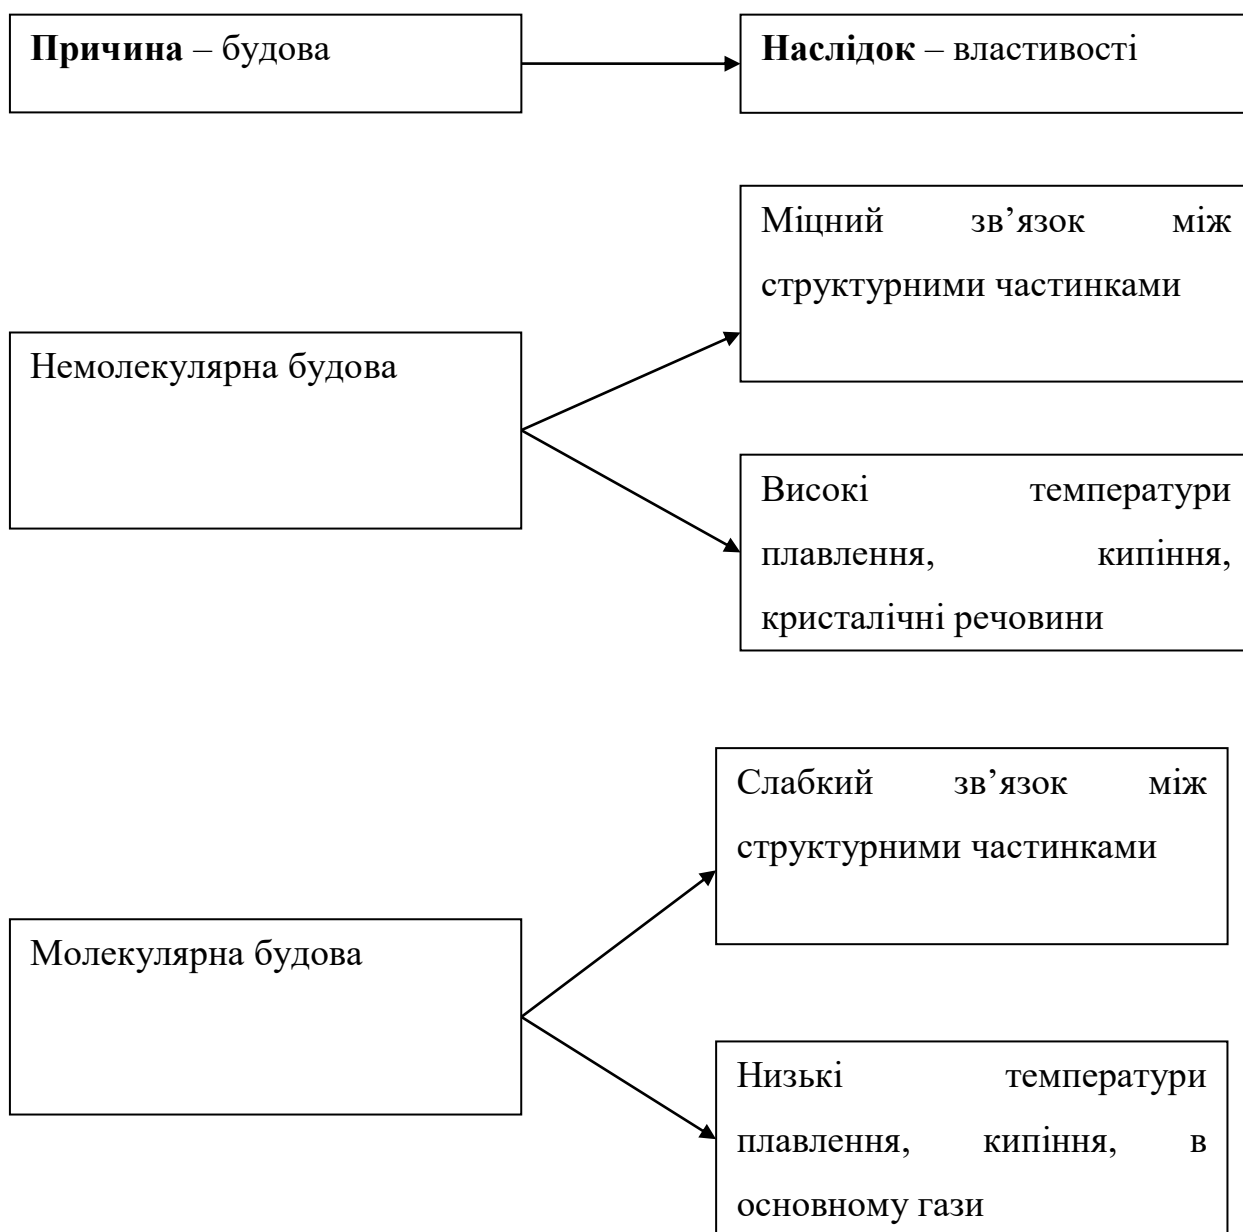 Причина – будова
Наслідок – властивості
Міцний зв’язок між
структурними частинками
Немолекулярна будова
Високі температури
плавлення, кипіння,
кристалічні речовини
Слабкий зв’язок між
структурними частинками
Молекулярна будова
Низькі температури
плавлення, кипіння, в
основному гази